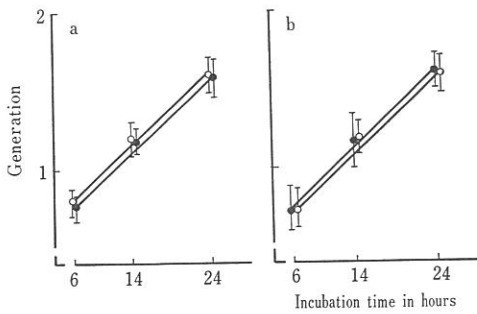 2
a
b
Generation
1
6 14 24
6 14 24
Incubation time in hours